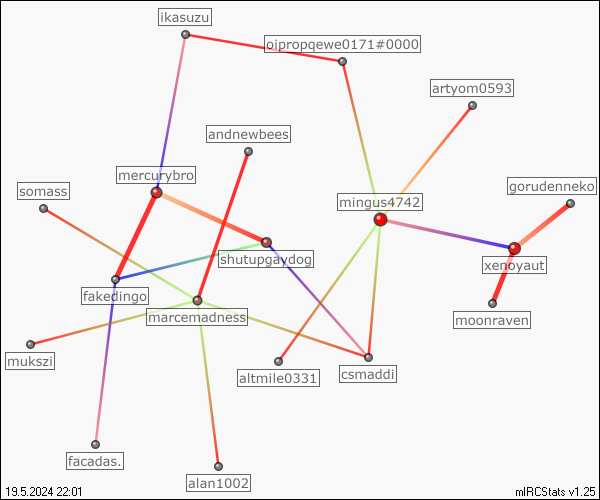 ikasuzu
oipropqewe0171#0000
artyom0593
andnewbees
mercurybro
somass
gorudenneko
mingus4742
shutupgaydog
xenoyaut
fakedingo
marcemadness
moonraven
mukszi
altmile0331
csmaddi
facadas.
alan1002
19.5.2024 22:01
mIRCStats v1.25